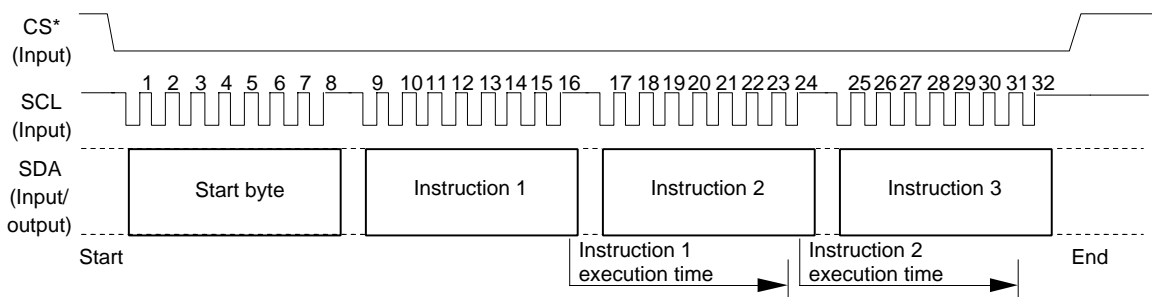 CS*
(Input)
1 2 3 4 5 6 7 8 9 10 11 12 13 14 15 16 17 18 19 20 21 22 23 24 25 26 27 28 29 30 31 32
SCL
(Input)
SDA
(Input/
output)
Start byte
Instruction 1
Instruction 2
Instruction 3
Start
Instruction 1
execution time
Instruction 2
execution time
End